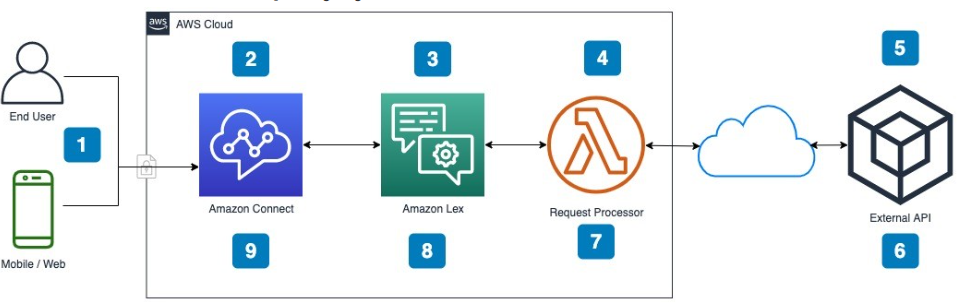 aws
AWS Cloud
2
3
4
5
End User
1
Amazon Connect
Amazon Lex
Request Processor
External API
Mobile / Web
9
8
7
6